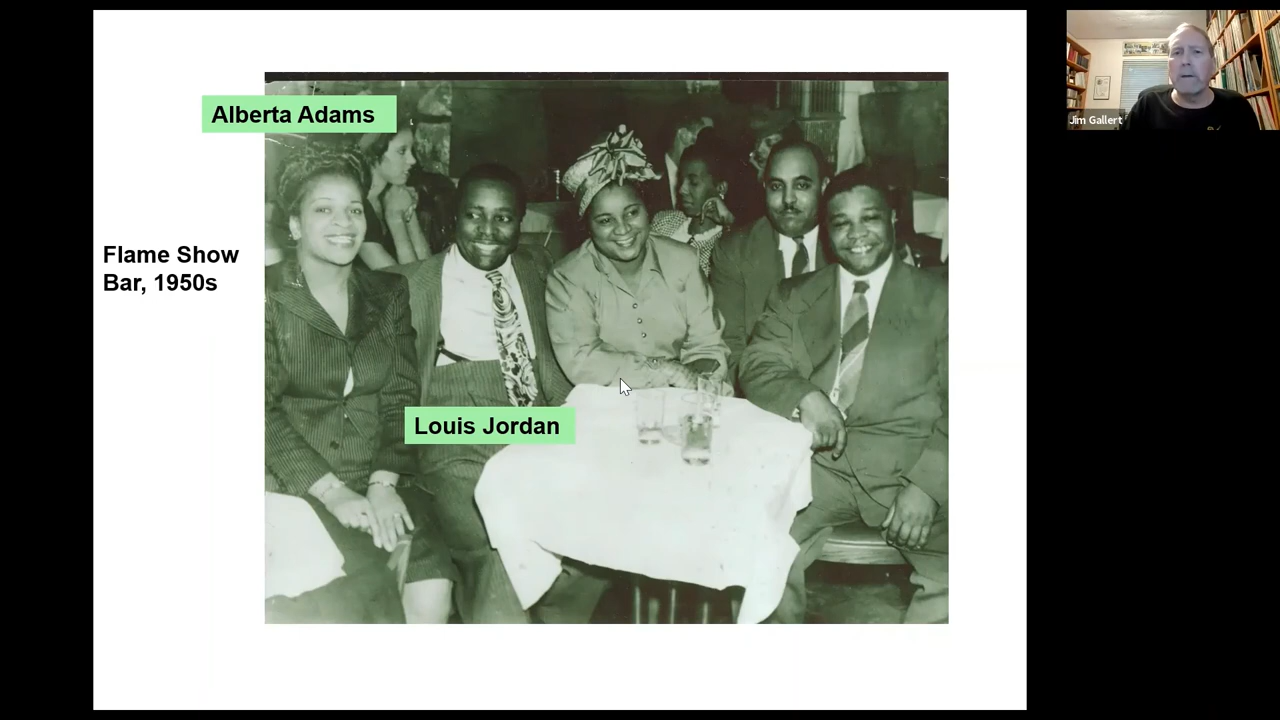 Alberta Adams
Flame Show
Bar, 1950s
Louis Jordan
Jim Gallert